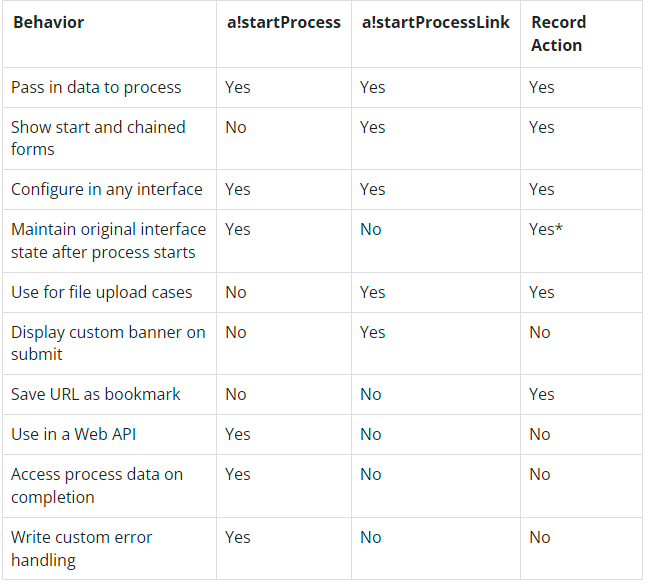 Behavior a!startProcess a!startProcessLink Record
Action
Pass in data to process Yes Yes Yes
Show start and chained No Yes Yes
forms
Configure in any interface Yes Yes Yes
Maintain original interface Yes No Yes*
state after process starts
Use for file upload cases No Yes Yes
Display custom banner on No Yes No
submit
Save URL as bookmark No No Yes
Use in a Web API Yes No No
Access process data on Yes No No
completion
Write custom error Yes No No
handling